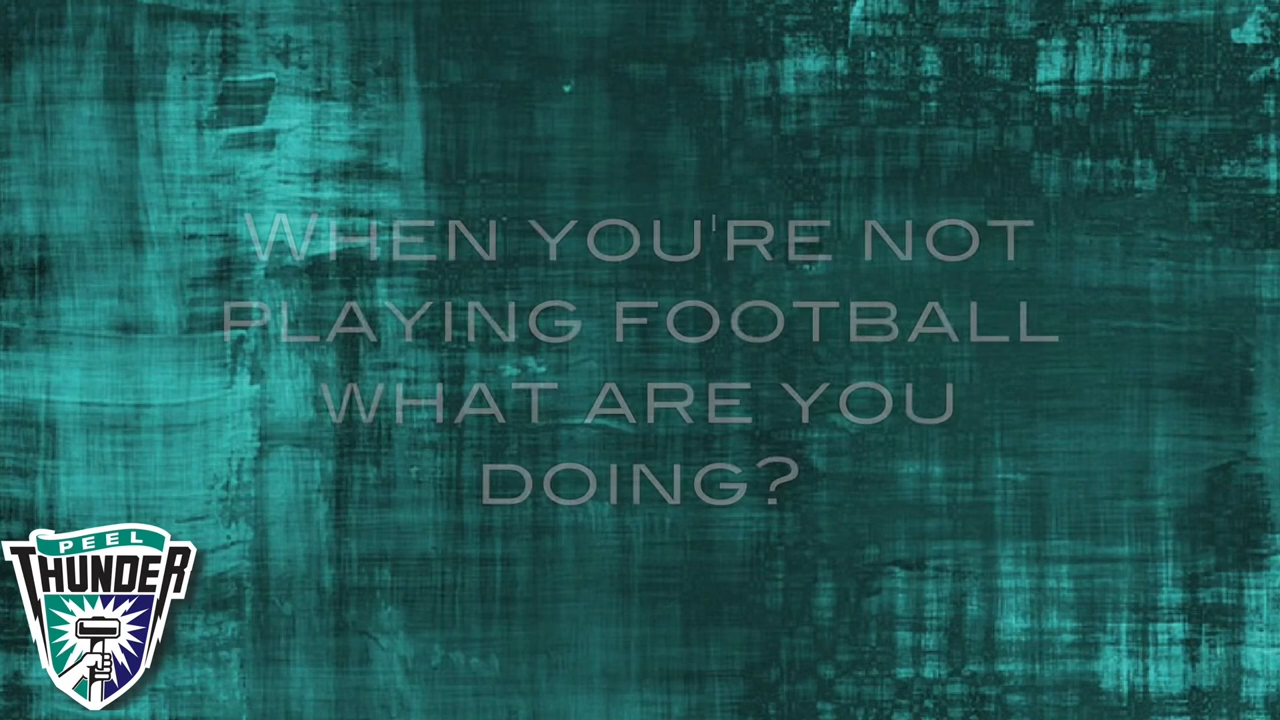 WHEN YOU'RE NOT
PLAYING FOOTBALL
WHAT ARE YOU
DOING?
PEEL
THUNDER